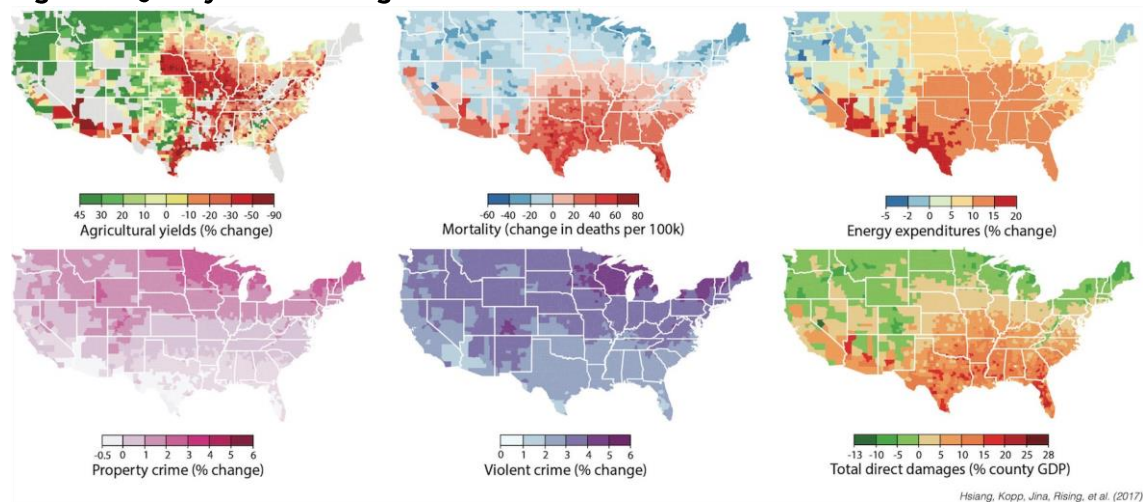 45 30 20 10 0 -10 -20 -30 -50 -90
Agricultural yields (% change)
-60 -40 -20 0 20 40 60 80
Mortality (change in deaths per 100k)
-5 -2 0 5 10 15 20
Energy expenditures (% change)
-0.5 0 1 2 3 4 5 6
Property crime (% change)
0 1 2 3 4 5 6
Violent crime (% change)
-13 -10 -5 0 5 10 15 20 25 28
Total direct damages (% county GDP)
Hsiang, Kopp, Jina, Rising, et al. (2017)